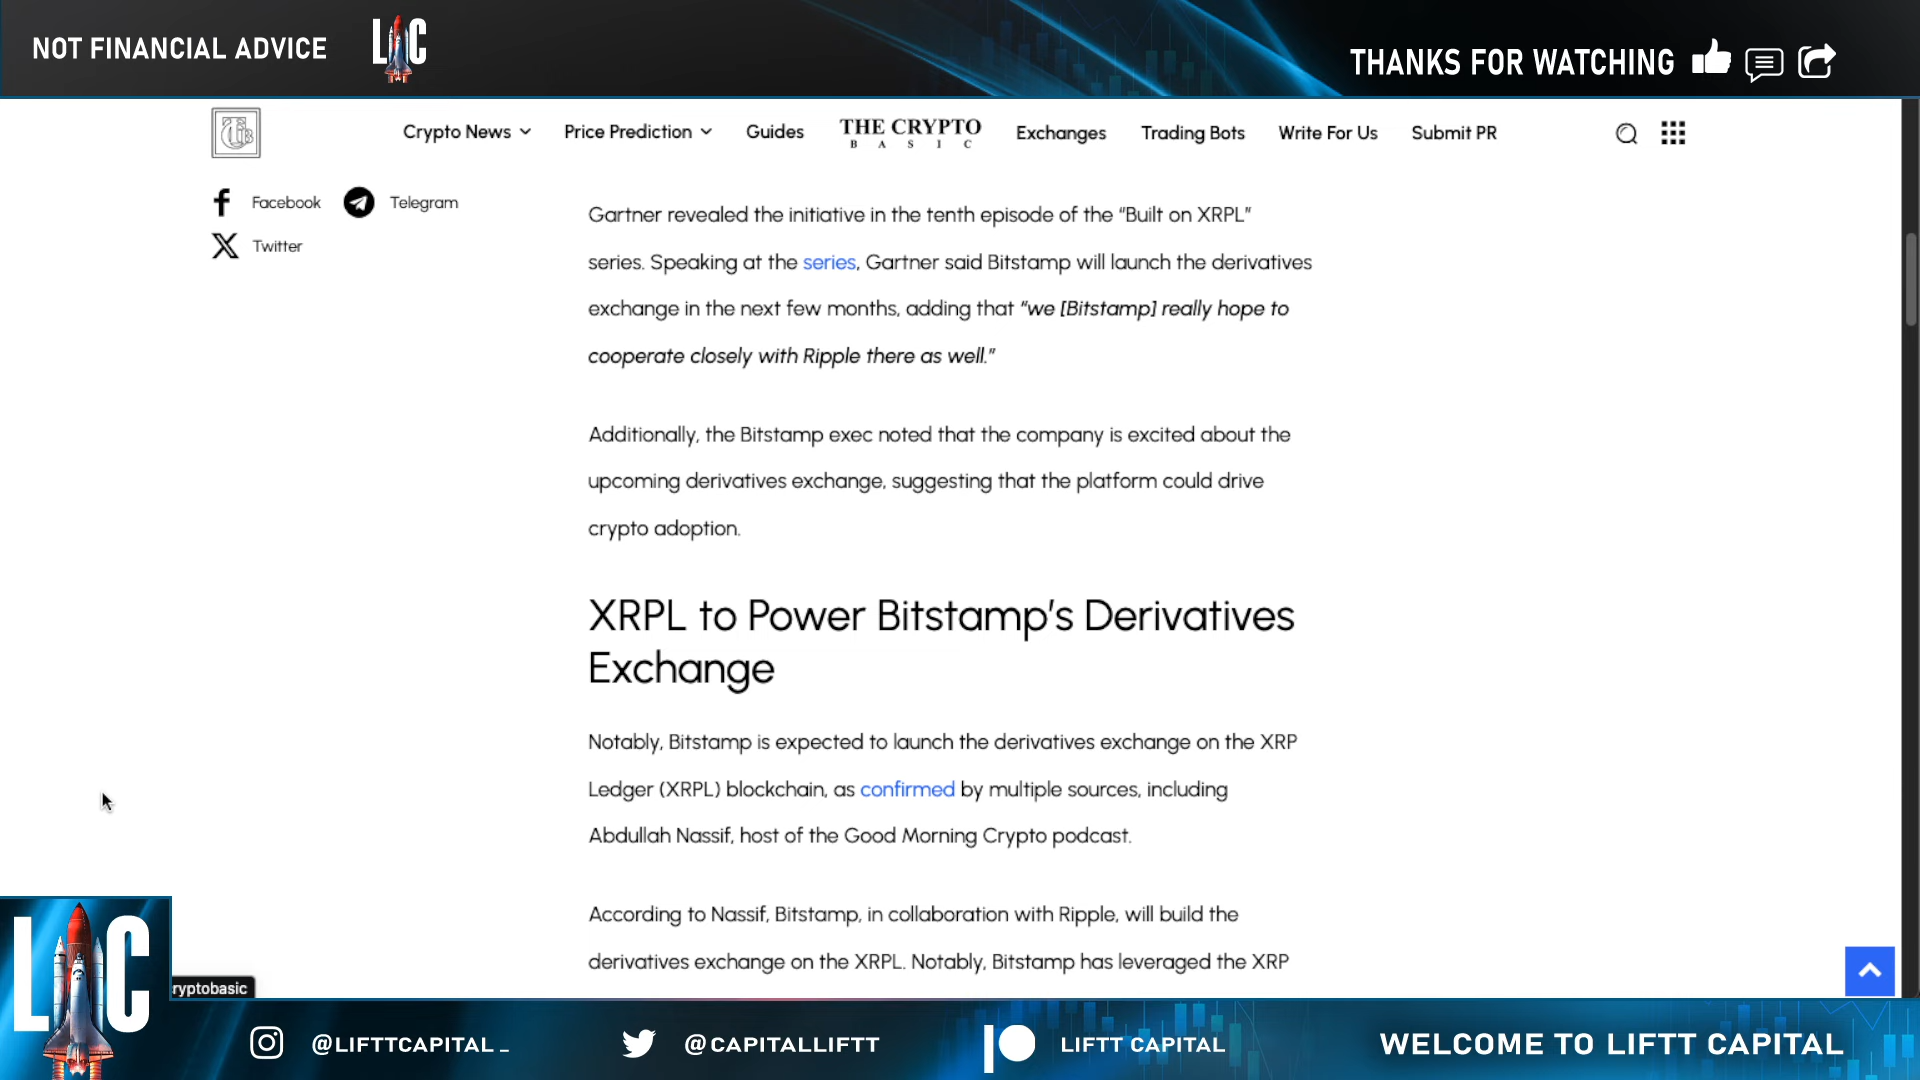 NOT FINANCIAL ADVICE
LC
THANKS FOR WATCHING
Crypto News
Price Prediction
Guides
THE CRYPTO
BASIC
Exchanges
Trading Bots
Write For Us
Submit PR
Facebook
Telegram
Twitter
Gartner revealed the initiative in the tenth episode of the “Built on XRPL”
series. Speaking at the series, Gartner said Bitstamp will launch the derivatives
exchange in the next few months, adding that “we [Bitstamp] really hope to
cooperate closely with Ripple there as well.”
Additionally, the Bitstamp exec noted that the company is excited about the
upcoming derivatives exchange, suggesting that the platform could drive
crypto adoption.
XRPL to Power Bitstamp’s Derivatives
Exchange
Notably, Bitstamp is expected to launch the derivatives exchange on the XRP
Ledger (XRPL) blockchain, as confirmed by multiple sources, including
Abdullah Nassif, host of the Good Morning Crypto podcast.
According to Nassif, Bitstamp, in collaboration with Ripple, will build the
derivatives exchange on the XRPL. Notably, Bitstamp has leveraged the XRP
LC
ryptobasic
@LIFTTCAPITAL_
@CAPITALLIFTT
LIFTT CAPITAL
WELCOME TO LIFTT CAPITAL